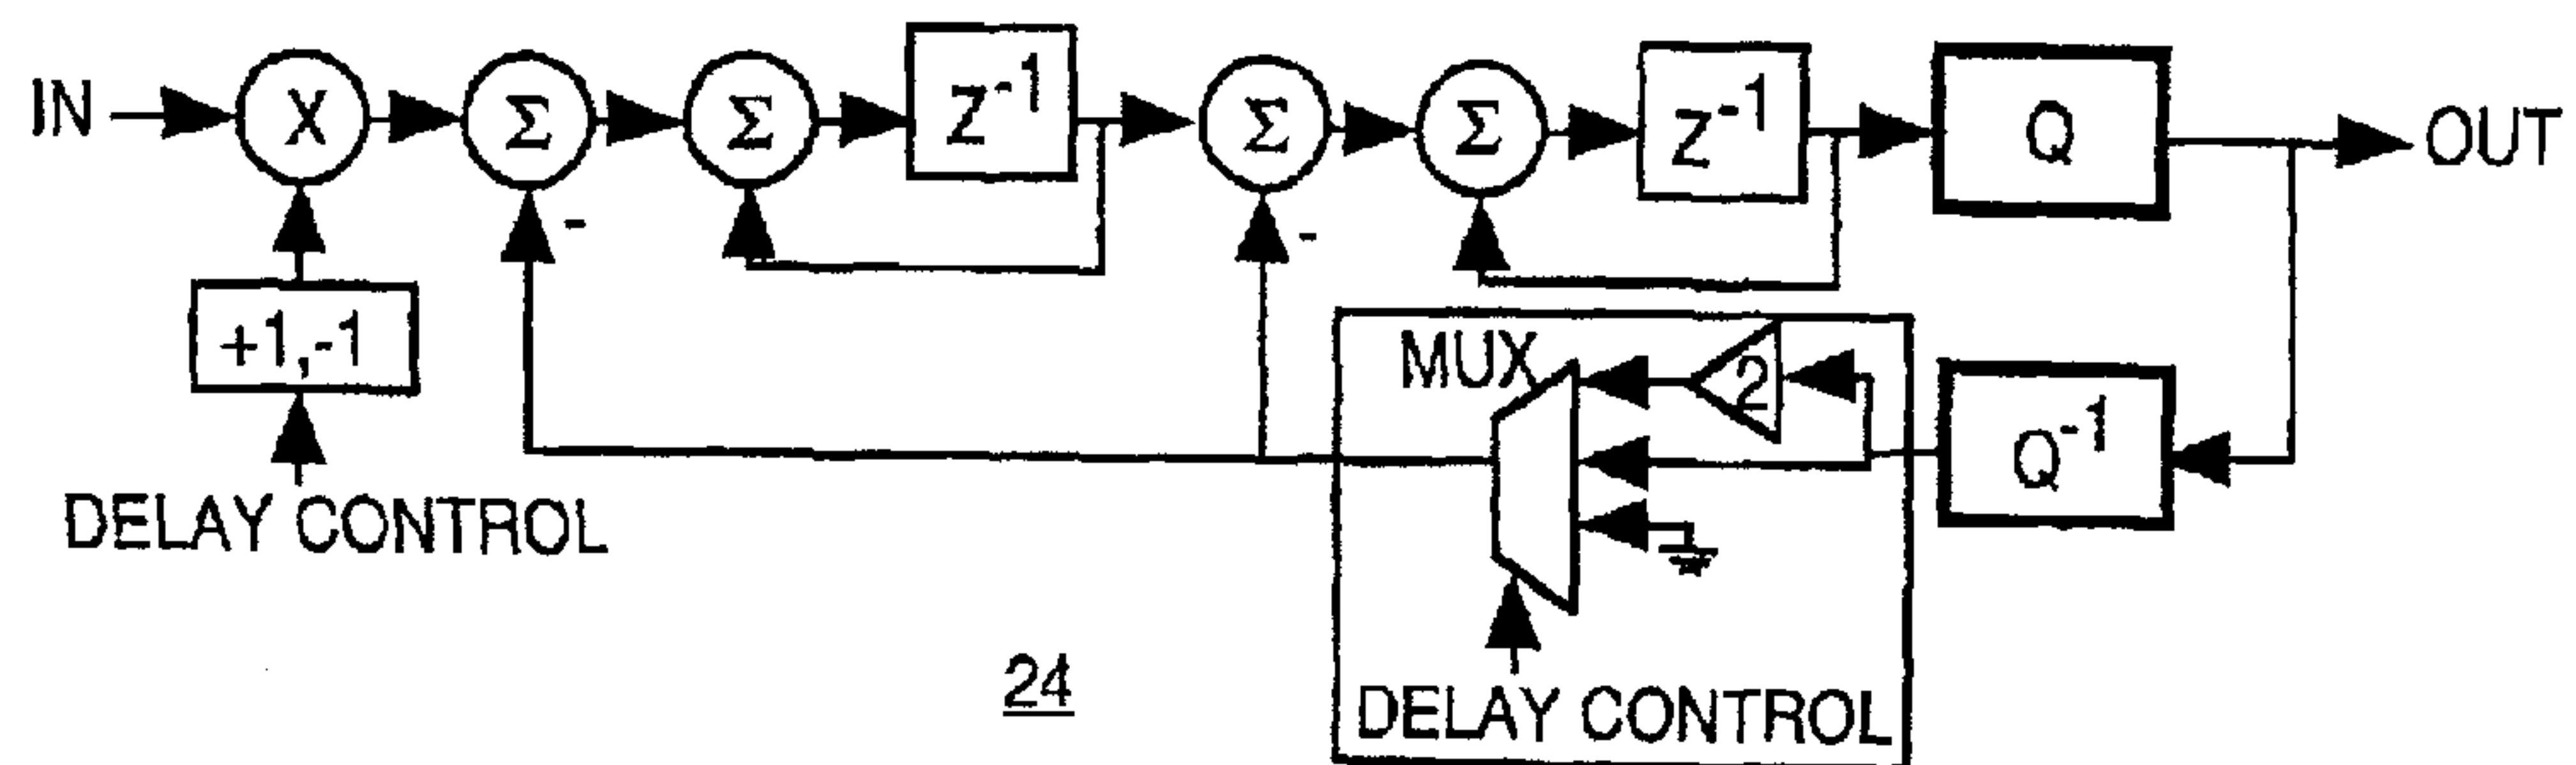 IN X Σ Σ Z-1 Σ Σ Z-1 Q OUT
+1,-1
DELAY CONTROL
MUX 2
Q-1
DELAY CONTROL
24